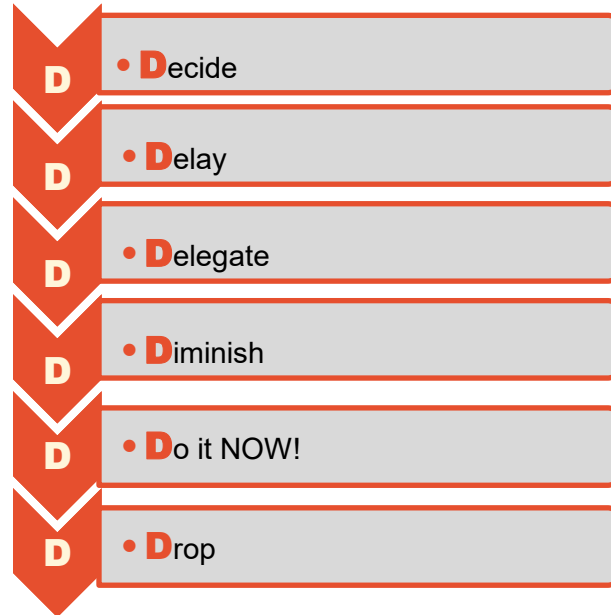 D • Decide
D • Delay
D • Delegate
D • Diminish
D • Do it NOW!
D • Drop